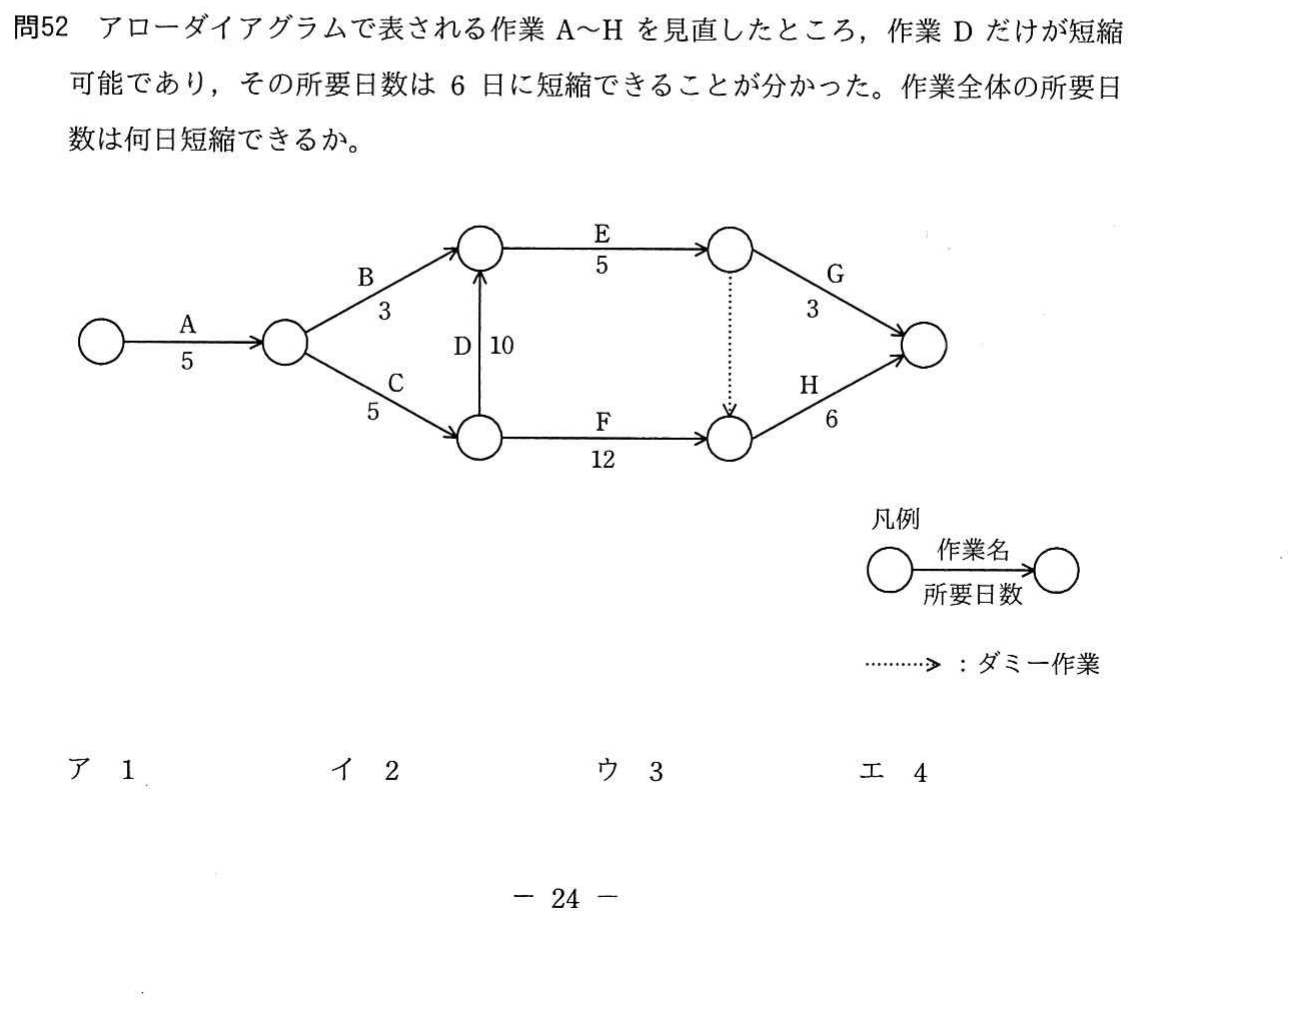 問52　アローダイアグラムで表される作業 A～H を見直したところ，作業 D だけが短縮
可能であり，その所要日数は 6 日に短縮できることが分かった。作業全体の所要日
数は何日短縮できるか。
E
5
B
3
G
3
A
5
D
10
C
5
H
6
F
12
凡例
作業名
所要日数
：ダミー作業
ア　1　イ　2　ウ　3　エ　4
－ 24 －